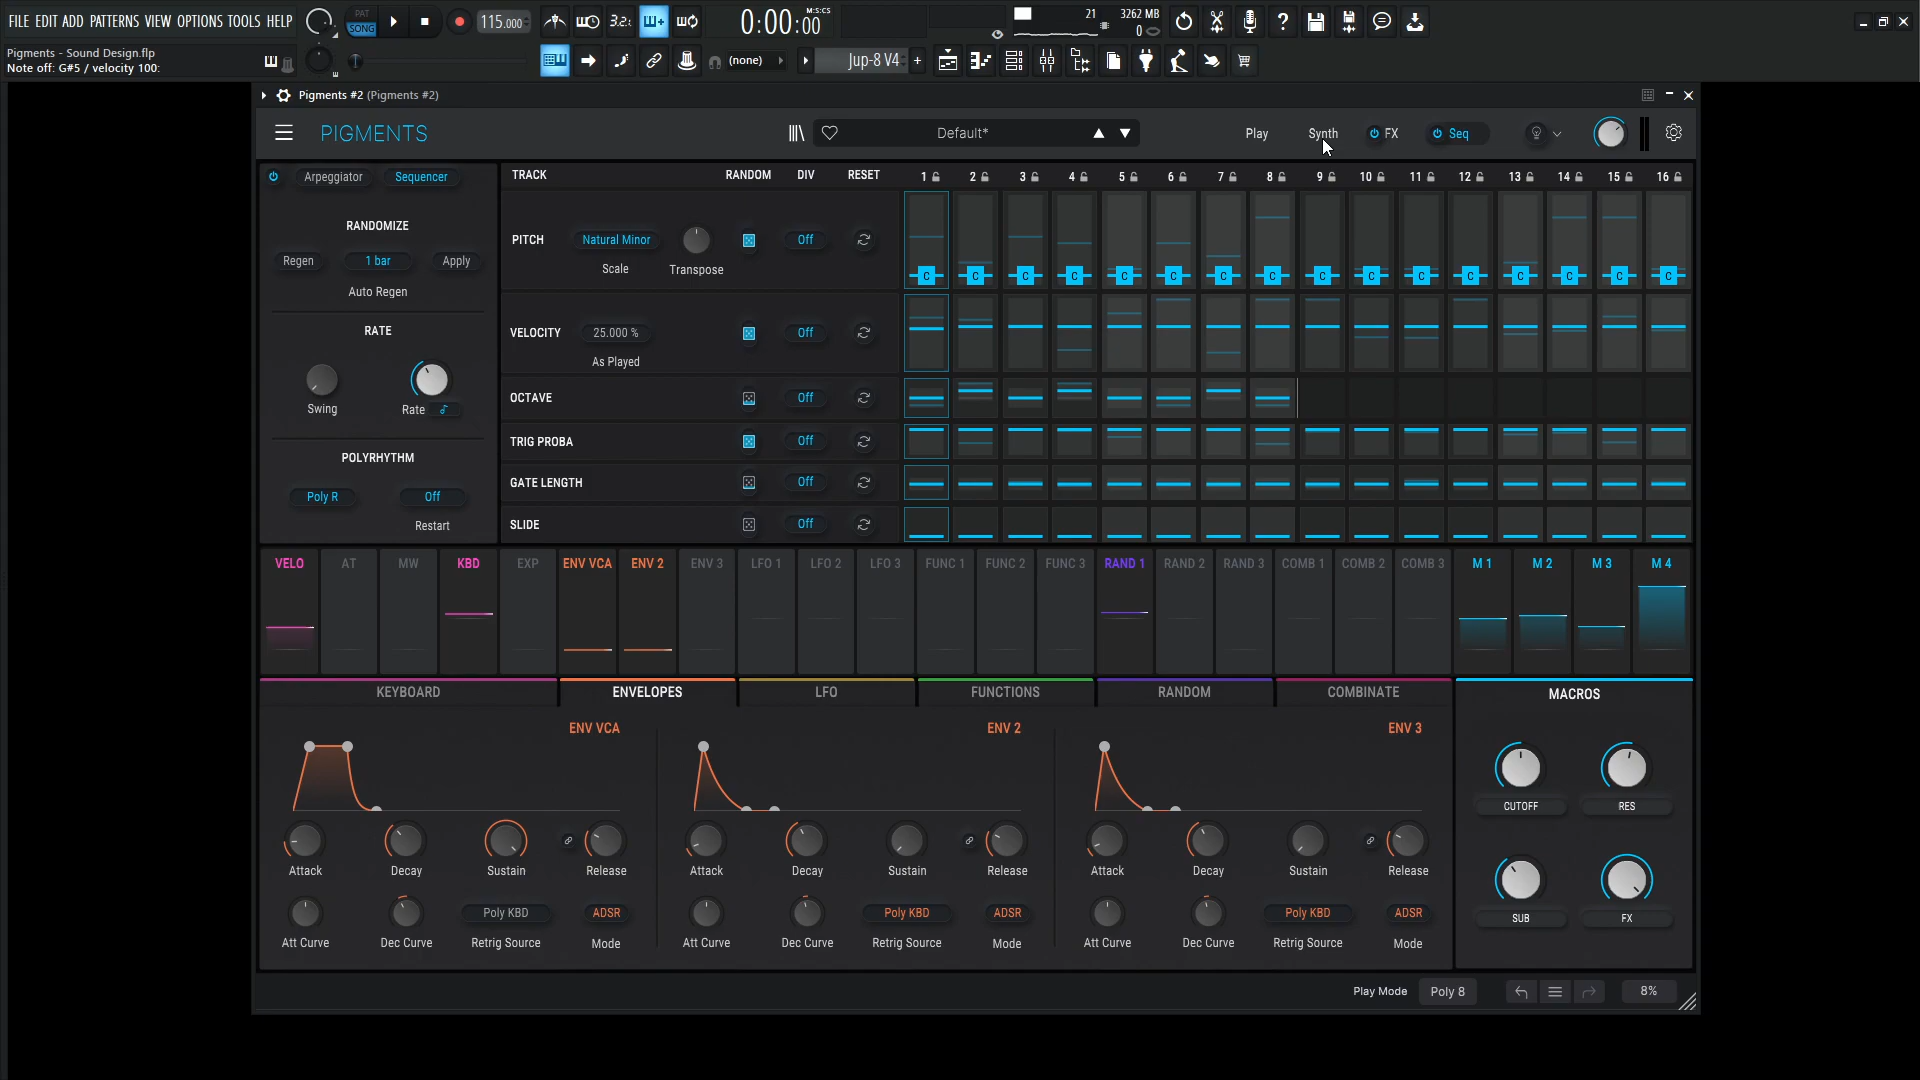 FILE EDIT ADD PATTERNS VIEW OPTIONS TOOLS HELP
PAT
SONG
115.000
3.2
0:00:00
M:S:CS
21
3262 MB
0
Pigments - Sound Design.flp
Note off: G#5 / velocity 100:
(none)
Jup-8 V4
+
Pigments #2 (Pigments #2)
PIGMENTS
Default*
Play
Synth
FX
Seq
Arpeggiator
Sequencer
TRACK
RANDOM
DIV
RESET
1 2 3 4 5 6 7 8 9 10 11 12 13 14 15 16
RANDOMIZE
Regen
1 bar
Apply
Auto Regen
RATE
Swing
Rate
POLYRHYTHM
Poly R
Off
Restart
PITCH
Natural Minor
Scale
Transpose
Off
C C C C C C C C C C C C C C C C
VELOCITY
25.000 %
As Played
Off
OCTAVE
Off
TRIG PROBA
Off
GATE LENGTH
Off
SLIDE
Off
VELO AT MW KBD EXP ENV VCA ENV 2 ENV 3 LFO 1 LFO 2 LFO 3 FUNC 1 FUNC 2 FUNC 3 RAND 1 RAND 2 RAND 3 COMB 1 COMB 2 COMB 3 M 1 M 2 M 3 M 4
KEYBOARD ENVELOPES LFO FUNCTIONS RANDOM COMBINATE MACROS
ENV VCA
Attack Decay Sustain Release
Poly KBD ADSR
Att Curve Dec Curve Retrig Source Mode
ENV 2
Attack Decay Sustain Release
Poly KBD ADSR
Att Curve Dec Curve Retrig Source Mode
ENV 3
Attack Decay Sustain Release
Poly KBD ADSR
Att Curve Dec Curve Retrig Source Mode
CUTOFF RES
SUB FX
Play Mode
Poly 8
8%